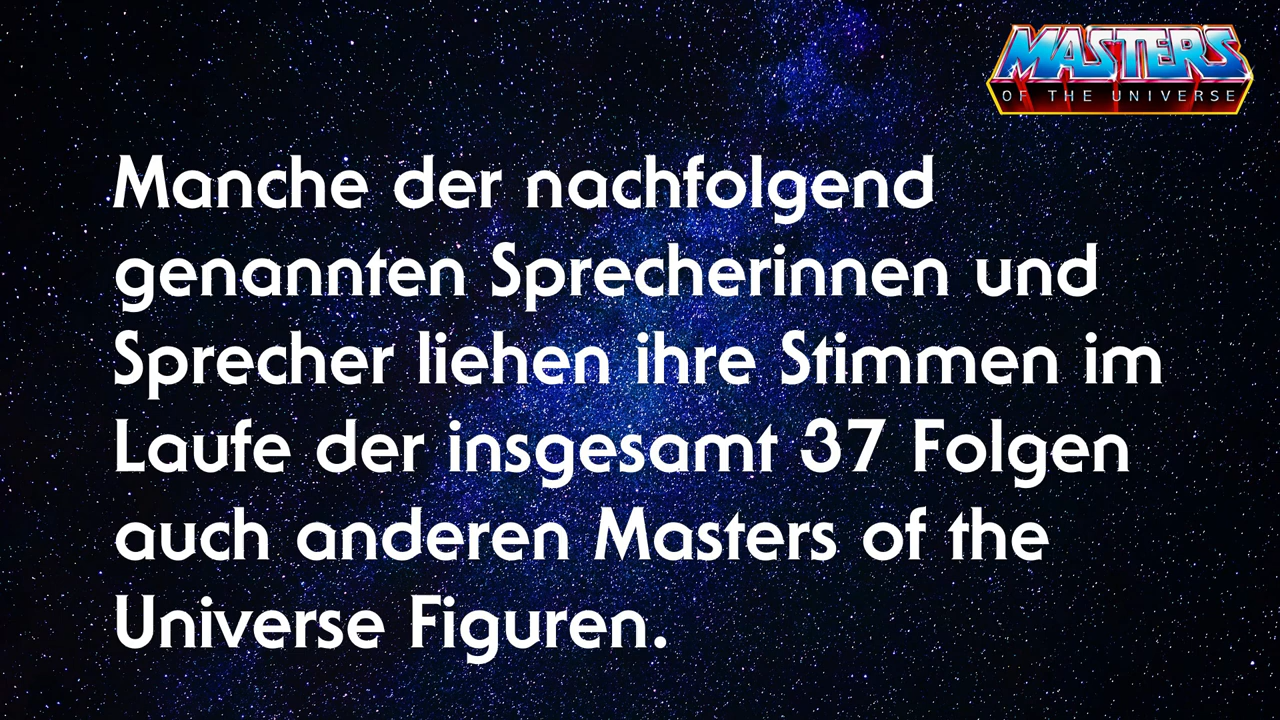 MASTERS
OF THE UNIVERSE
Manche der nachfolgend
genannten Sprecherinnen und
Sprecher liehen ihre Stimmen im
Laufe der insgesamt 37 Folgen
auch anderen Masters of the
Universe Figuren.